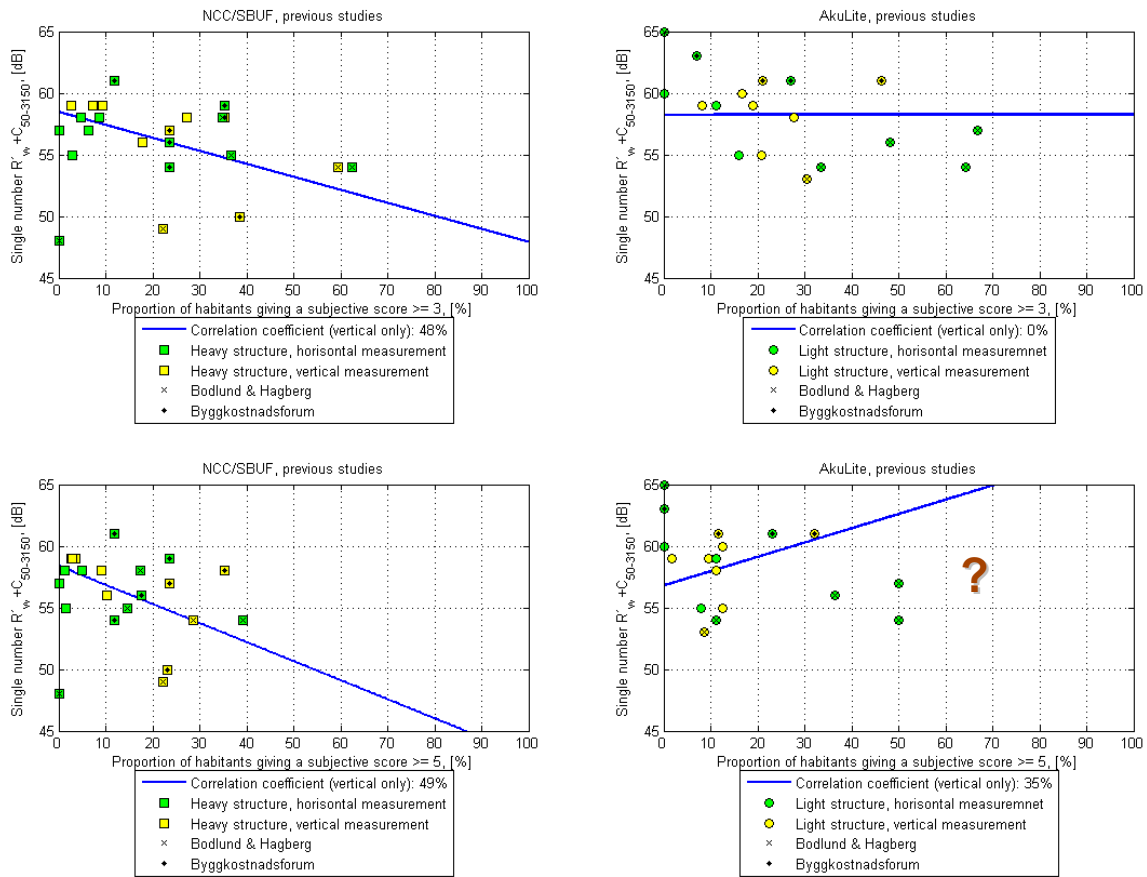 NCC/SBUF, previous studies
Single number R'w +C50-3150, [dB]
65
60
55
50
45
0 10 20 30 40 50 60 70 80 90 100
Proportion of habitants giving a subjective score >= 3, [%]
Correlation coefficient (vertical only): 48%
Heavy structure, horisontal measurement
Heavy structure, vertical measurement
Bodlund & Hagberg
Byggkostnadsforum
AkuLite, previous studies
Single number R'w +C50-3150, [dB]
65
60
55
50
45
0 10 20 30 40 50 60 70 80 90 100
Proportion of habitants giving a subjective score >= 3, [%]
Correlation coefficient (vertical only): 0%
Light structure, horisontal measuremnet
Light structure, vertical measurement
Bodlund & Hagberg
Byggkostnadsforum
NCC/SBUF, previous studies
Single number R'w +C50-3150, [dB]
65
60
55
50
45
0 10 20 30 40 50 60 70 80 90 100
Proportion of habitants giving a subjective score >= 5, [%]
Correlation coefficient (vertical only): 49%
Heavy structure, horisontal measurement
Heavy structure, vertical measurement
Bodlund & Hagberg
Byggkostnadsforum
AkuLite, previous studies
Single number R'w +C50-3150, [dB]
65
60
55
50
45
?
0 10 20 30 40 50 60 70 80 90 100
Proportion of habitants giving a subjective score >= 5, [%]
Correlation coefficient (vertical only): 35%
Light structure, horisontal measuremnet
Light structure, vertical measurement
Bodlund & Hagberg
Byggkostnadsforum